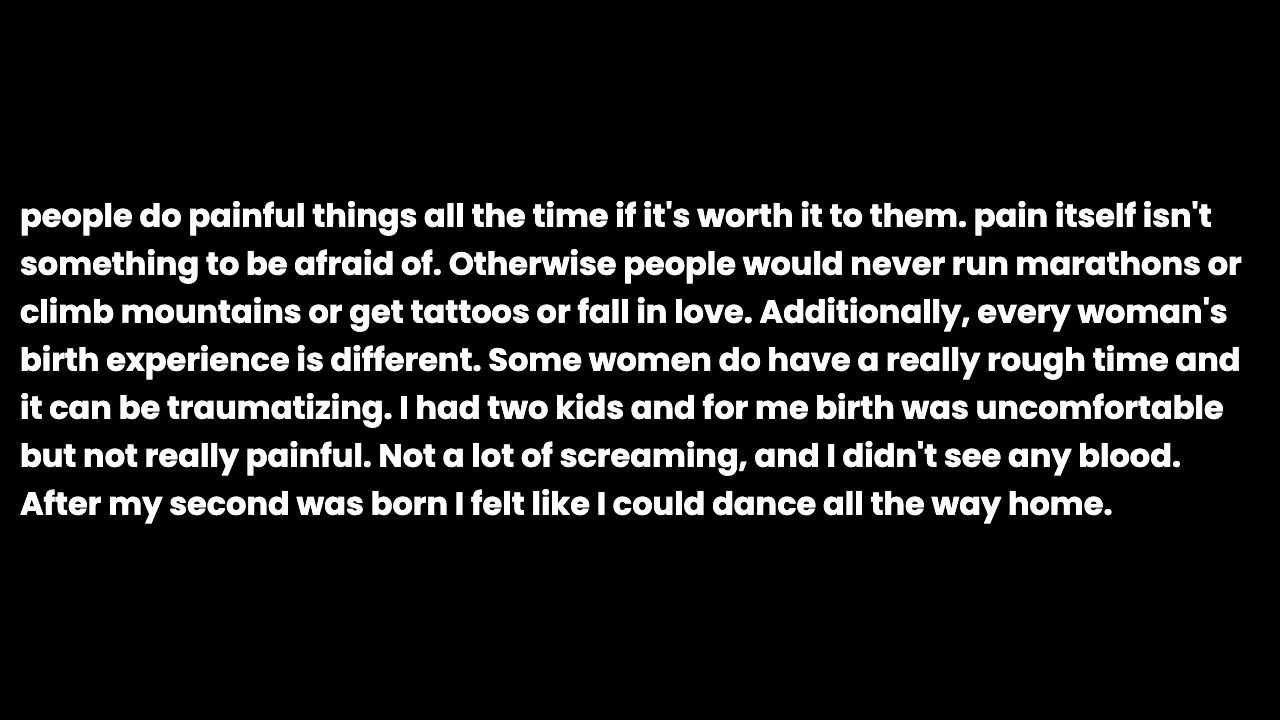 people do painful things all the time if it's worth it to them. pain itself isn't
something to be afraid of. Otherwise people would never run marathons or
climb mountains or get tattoos or fall in love. Additionally, every woman's
birth experience is different. Some women do have a really rough time and
it can be traumatizing. I had two kids and for me birth was uncomfortable
but not really painful. Not a lot of screaming, and I didn't see any blood.
After my second was born I felt like I could dance all the way home.